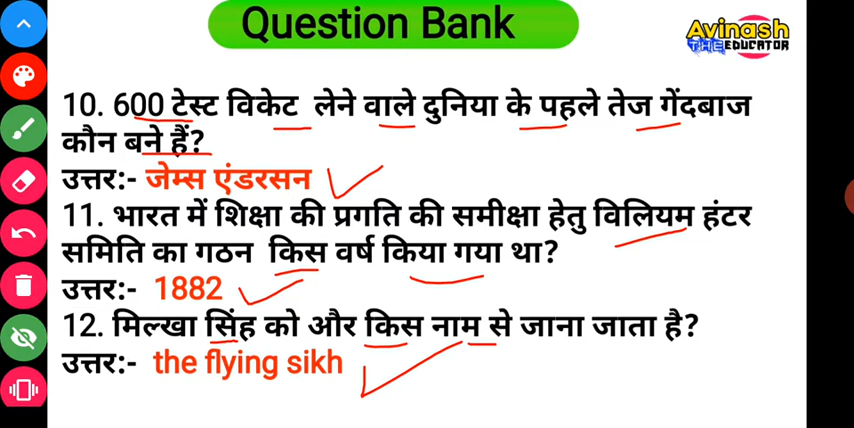 Question Bank
Avinash
THE EDUCATOR
10. 600 टेस्ट विकेट लेने वाले दुनिया के पहले तेज गेंदबाज
कौन बने हैं?
उत्तर:- जेम्स एंडरसन
11. भारत में शिक्षा की प्रगति की समीक्षा हेतु विलियम हंटर
समिति का गठन किस वर्ष किया गया था?
उत्तर:- 1882
12. मिल्खा सिंह को और किस नाम से जाना जाता है?
उत्तर:- the flying sikh